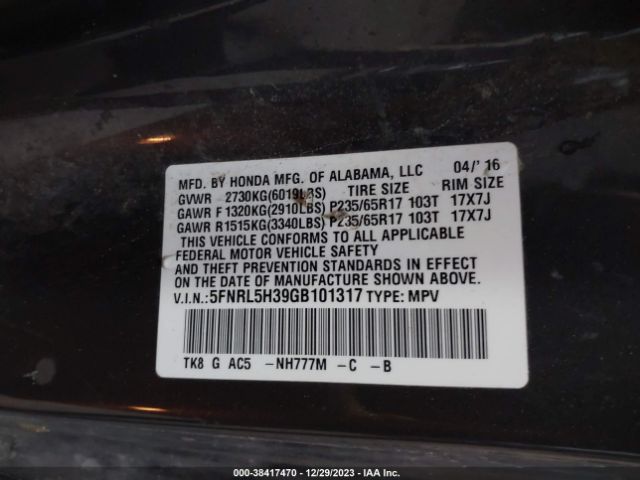 MFD. BY HONDA MFG. OF ALABAMA, LLC 04/'16
GVWR 2730KG(6019LBS) TIRE SIZE RIM SIZE
GAWR F 1320KG(2910LBS) P235/65R17 103T 17X7J
GAWR R1515KG(3340LBS) P235/65R17 103T 17X7J
THIS VEHICLE CONFORMS TO ALL APPLICABLE
FEDERAL MOTOR VEHICLE SAFETY
AND THEFT PREVENTION STANDARDS IN EFFECT
ON THE DATE OF MANUFACTURE SHOWN ABOVE.
V.I.N.:5FNRL5H39GB101317 TYPE: MPV
TK8 G AC5 -NH777M -C -B
000 - 38417470 - 12/29/2023 - IAA Inc.